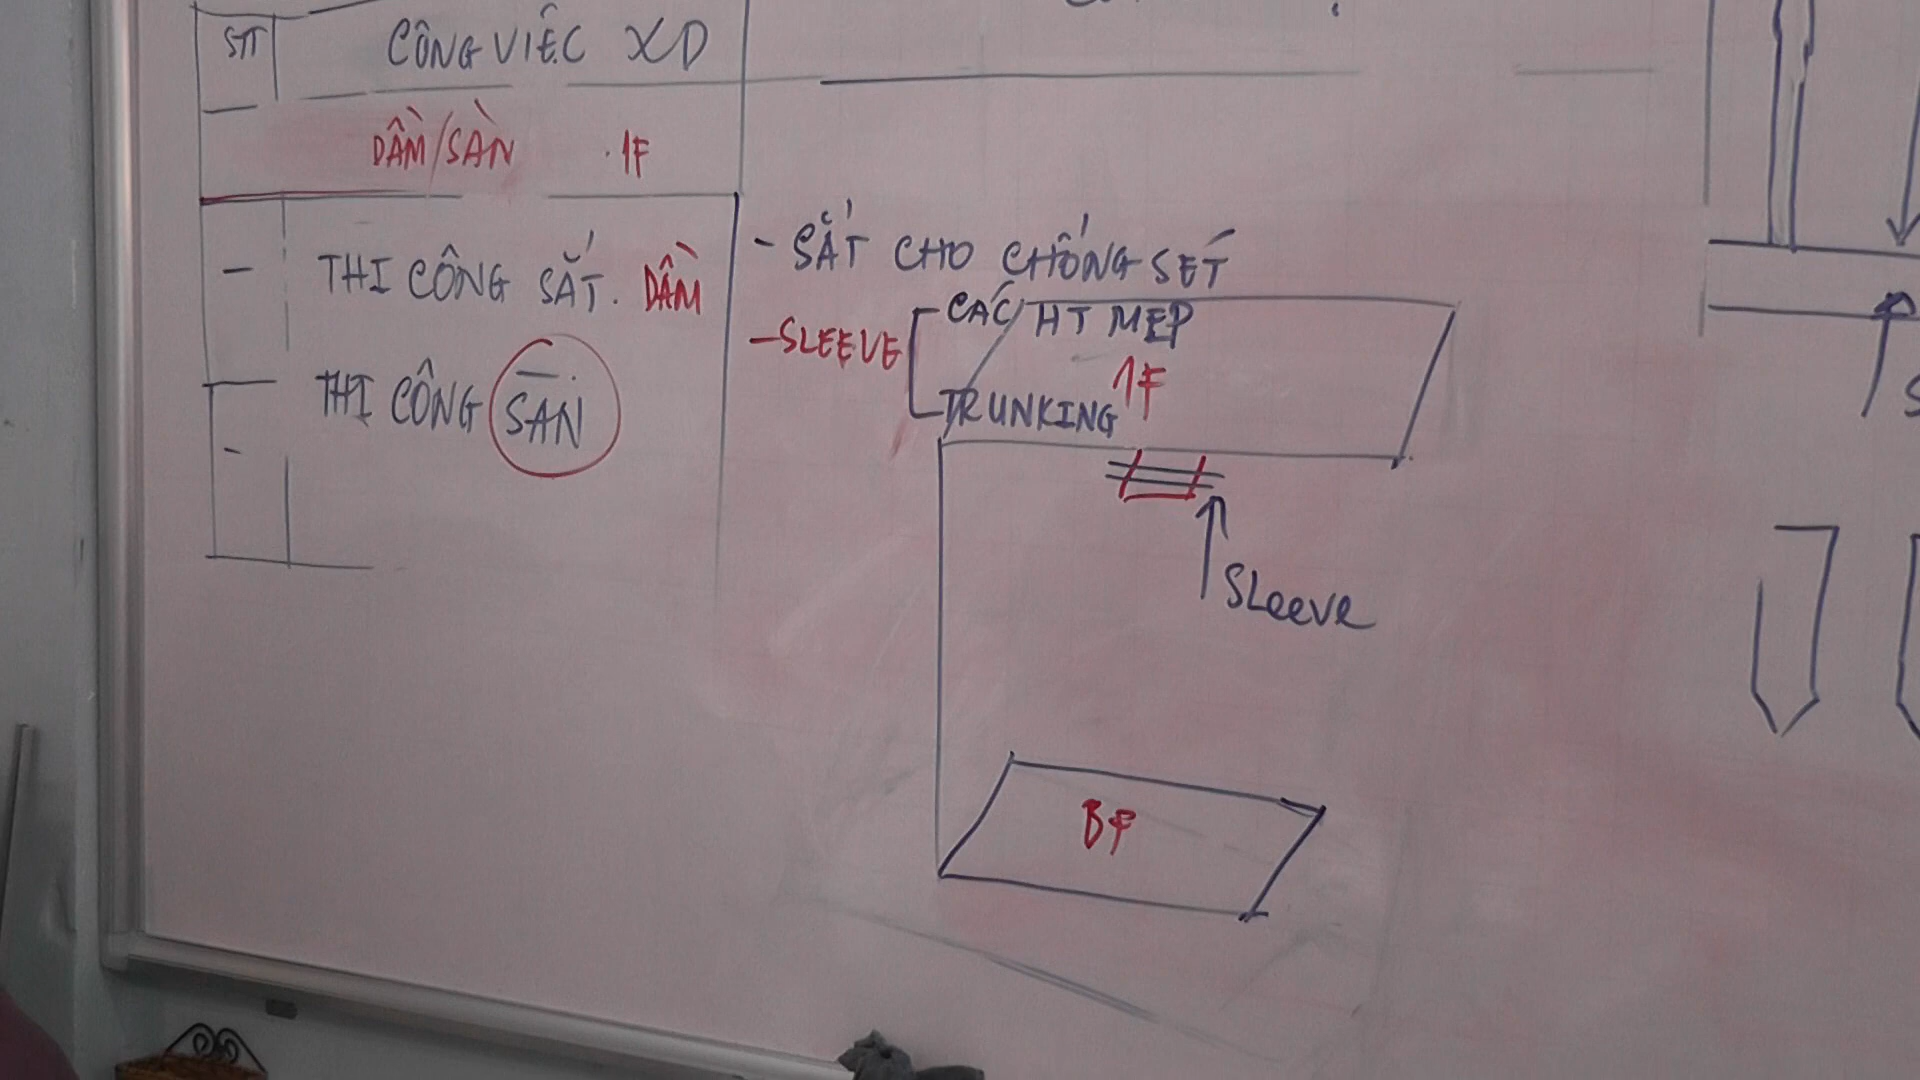 STT CÔNG VIỆC XD
DẦM/SÀN 1F
- THI CÔNG SẮT. DẦM
- THI CÔNG SÀN
- SẮT CHO CHỐNG SÉT
- SLEEVE
CÁC HT MEP
TRUNKING
1F
SLeeve
BF